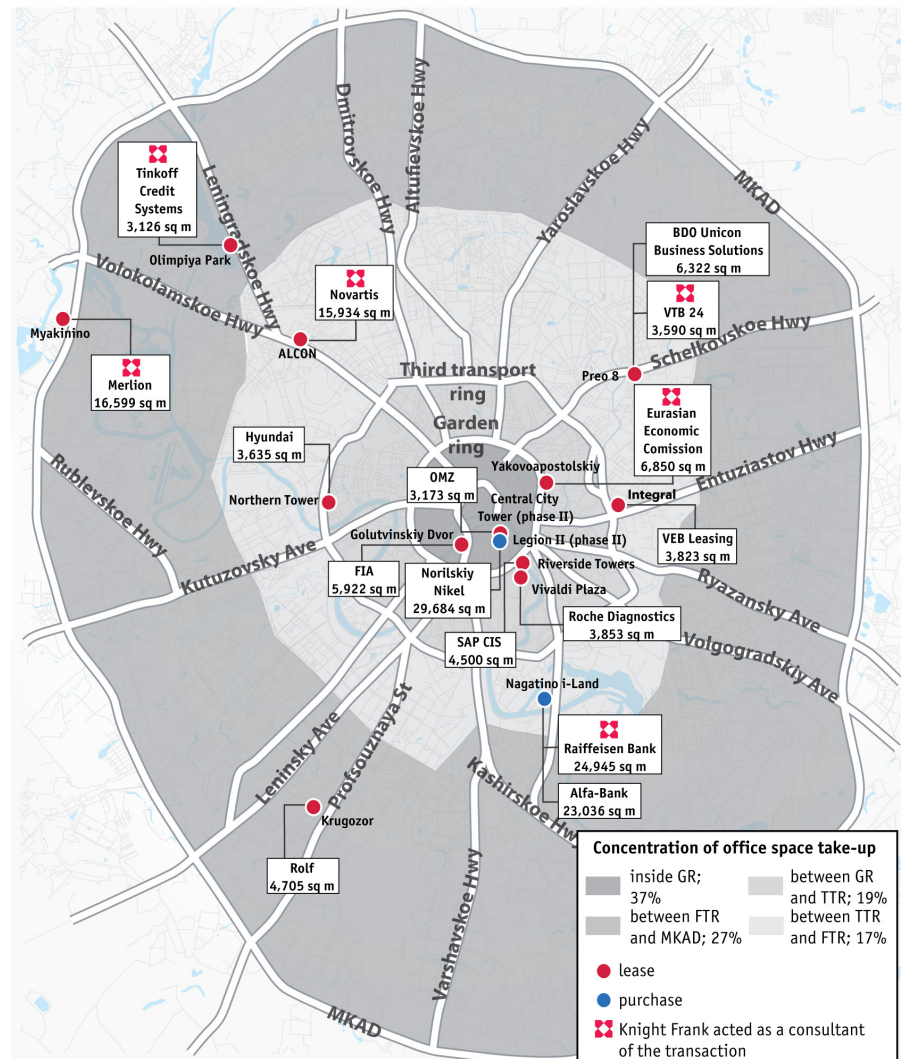 Dmitrovskoe Hwy
Altufievskoe Hwy
Yaroslavskoe Hwy
MKAD
Leningradskoe Hwy
Tinkoff
Credit
Systems
3,126 sq m
Olimpiya Park
Volokolamskoe Hwy
Novartis
15,934 sq m
ALCON
BDO Unicon
Business Solutions
6,322 sq m
VTB 24
3,590 sq m
Schelkovskoe Hwy
Preo 8
Myakinino
Merlion
16,599 sq m
Third transport
ring
Garden
ring
Eurasian
Economic
Comission
6,850 sq m
Hyundai
3,635 sq m
Northern Tower
OMZ
3,173 sq m
Yakovoapostolskiy
Central City
Tower (phase II)
Integral
Entuziastov Hwy
Rublevskoe Hwy
Golutvinskiy Dvor
Legion II (phase II)
VEB Leasing
3,823 sq m
Kutuzovsky Ave
FIA
5,922 sq m
Norilskiy
Nikel
29,684 sq m
Riverside Towers
Vivaldi Plaza
Ryazansky Ave
Roche Diagnostics
3,853 sq m
SAP CIS
4,500 sq m
Volgogradskiy Ave
Nagatino i-Land
Raiffeisen Bank
24,945 sq m
Alfa-Bank
23,036 sq m
Leninsky Ave
Profsouznaya St
Kashirskoe Hwy
Krugozor
Rolf
4,705 sq m
Varshavskoe Hwy
MKAD
Concentration of office space take-up
inside GR;
37%
between GR
and TTR; 19%
between FTR
and MKAD; 27%
between TTR
and FTR; 17%
lease
purchase
Knight Frank acted as a consultant
of the transaction